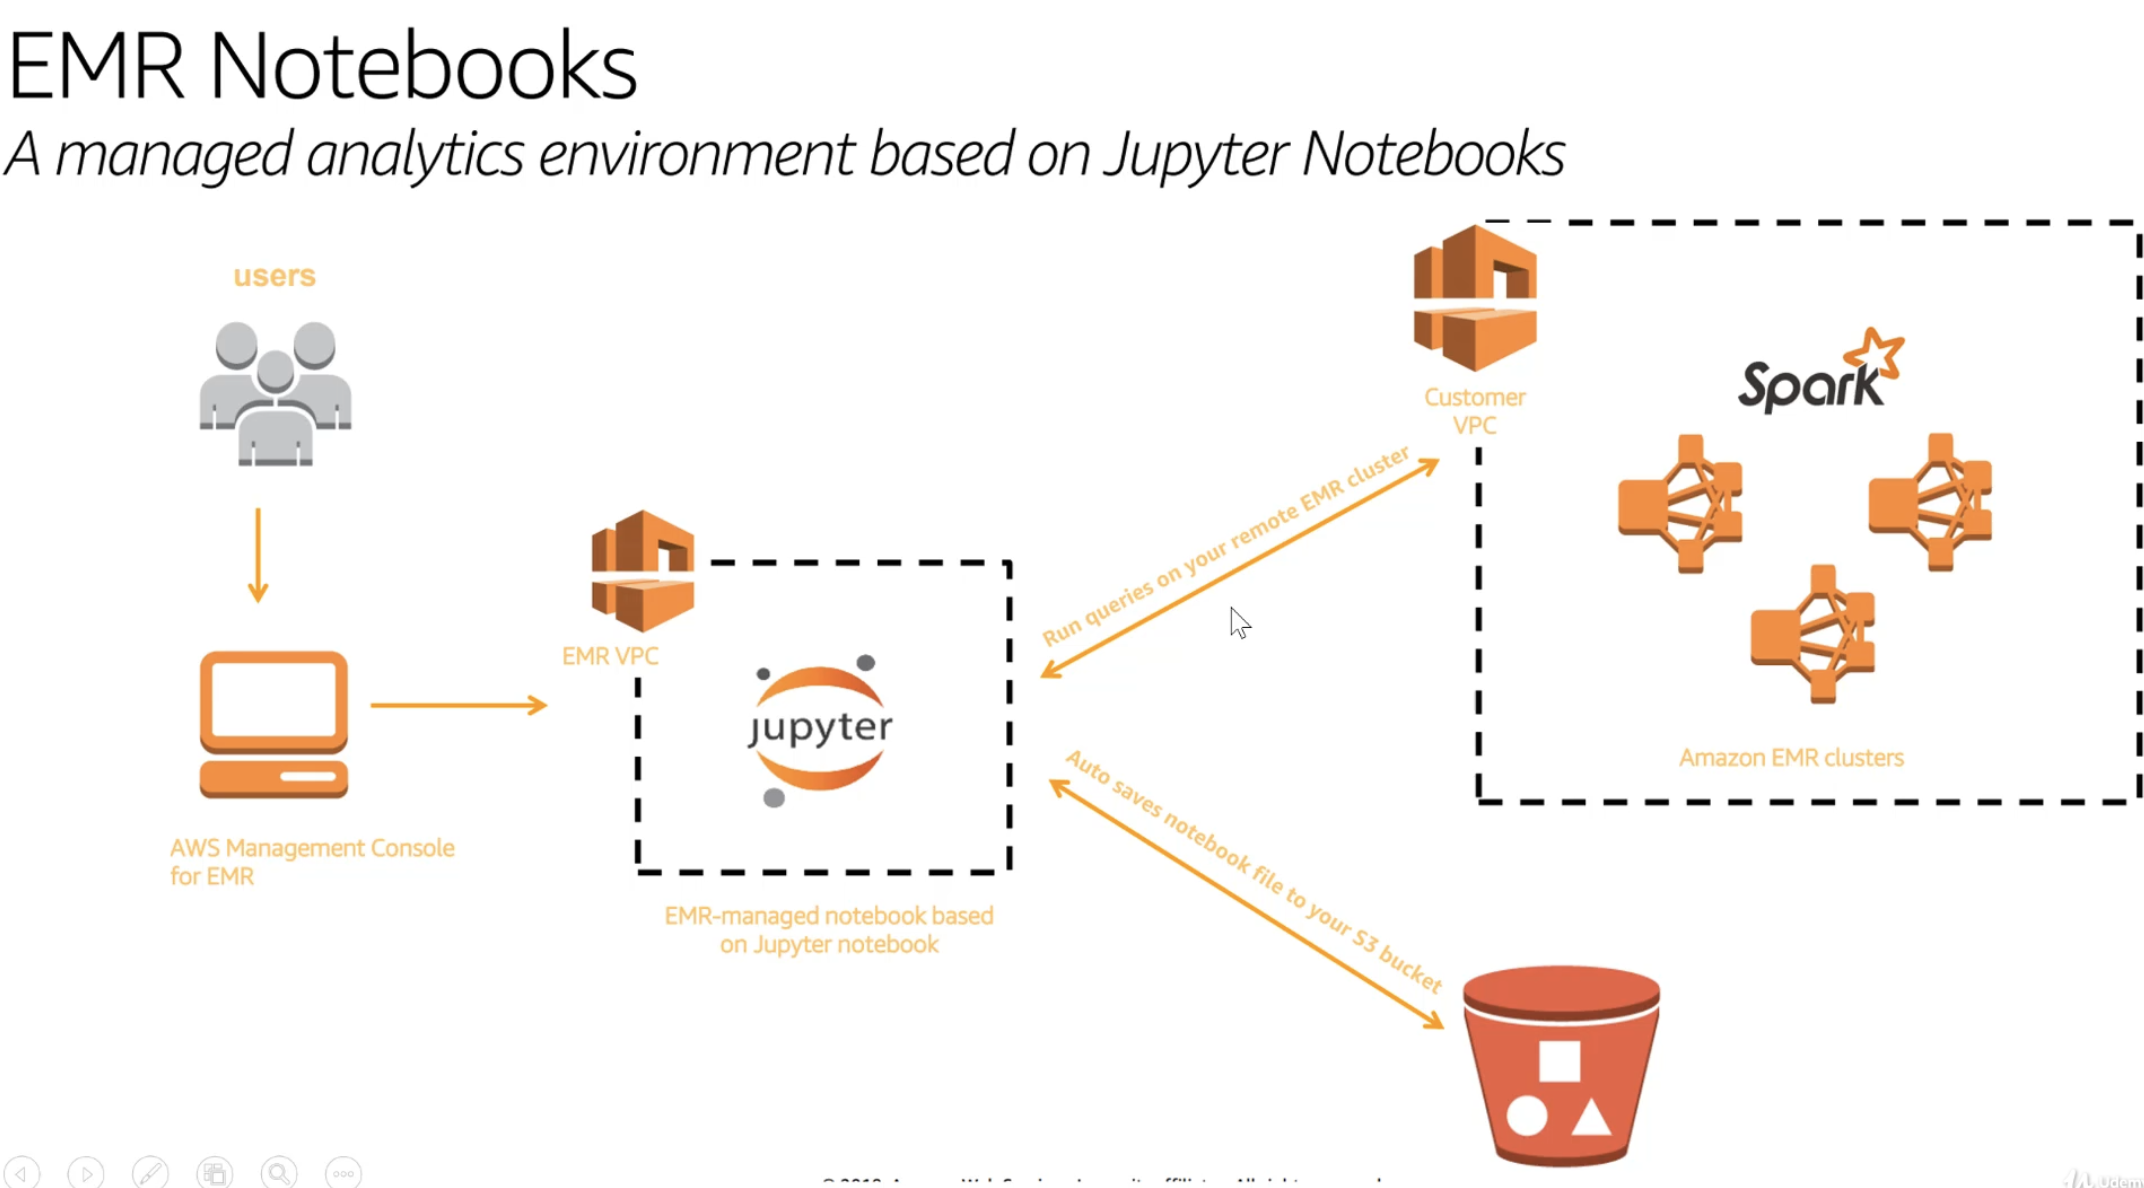 EMR Notebooks
A managed analytics environment based on Jupyter Notebooks
users
AWS Management Console
for EMR
EMR VPC
jupyter
EMR-managed notebook based
on Jupyter notebook
Run queries on your remote EMR cluster
Auto saves notebook file to your S3 bucket
Customer
VPC
Spark
Amazon EMR clusters
Udemy